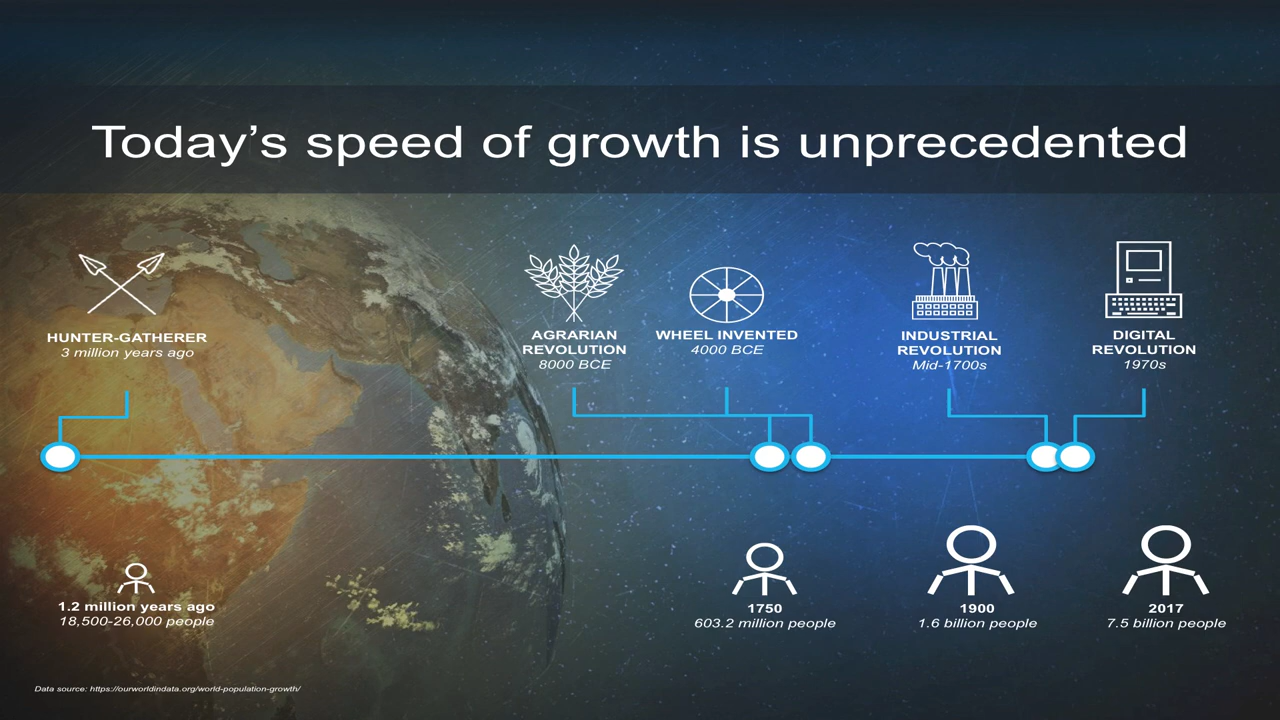 Today's speed of growth is unprecedented
HUNTER-GATHERER
3 million years ago
AGRARIAN
REVOLUTION
8000 BCE
WHEEL INVENTED
4000 BCE
INDUSTRIAL
REVOLUTION
Mid-1700s
DIGITAL
REVOLUTION
1970s
1.2 million years ago
18,500-26,000 people
1750
603.2 million people
1900
1.6 billion people
2017
7.5 billion people
Data source: https://ourworldindata.org/world-population-growth/